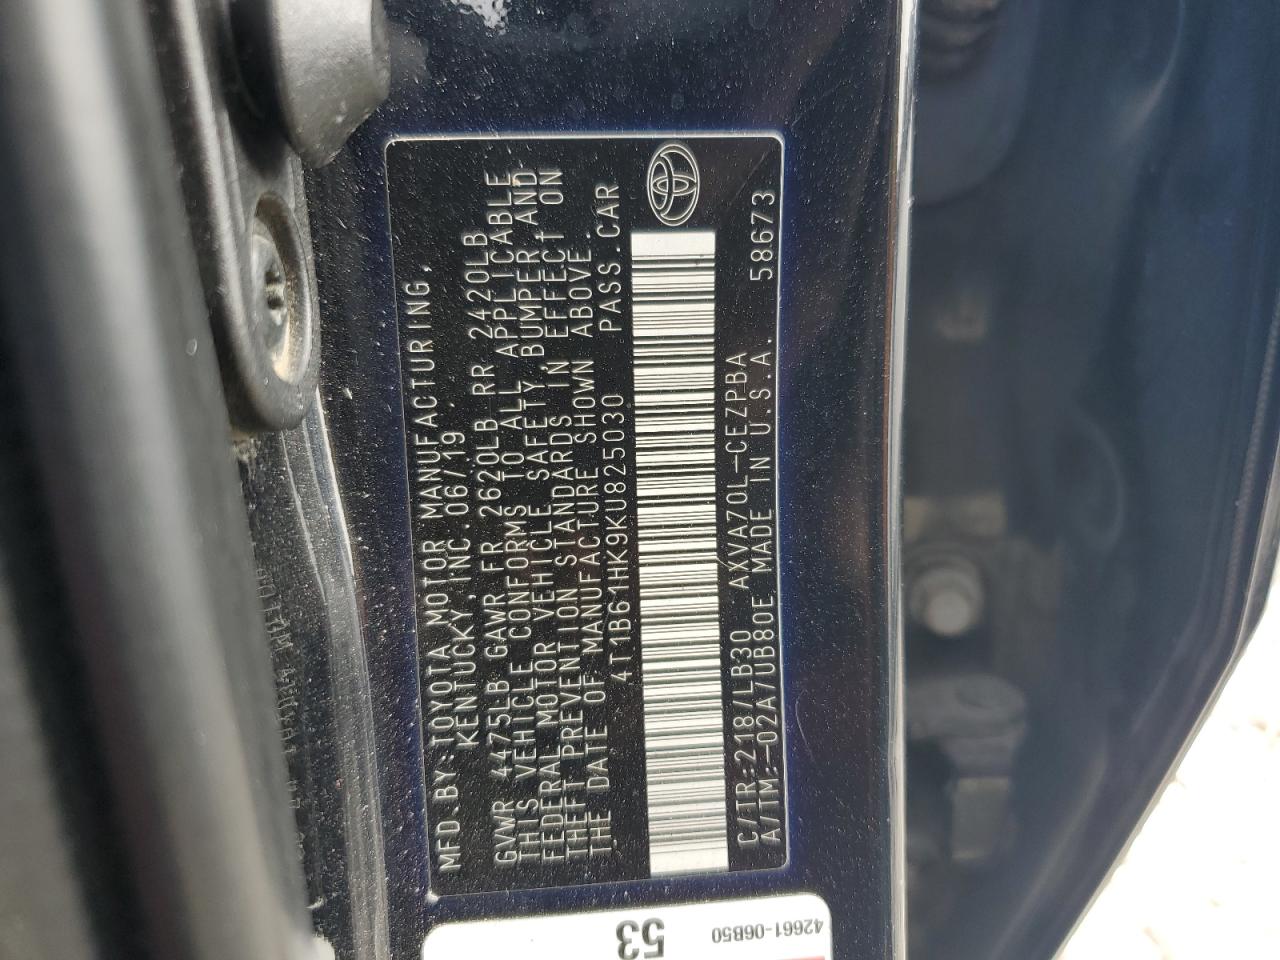 MFD.BY:TOYOTA MOTOR MANUFACTURING,
KENTUCKY,INC.06/19.
GVWR 4475LB GAWR FR 2620LB RR 2420LB
THIS VEHICLE CONFORMS TO ALL APPLICABLE
FEDERAL MOTOR VEHICLE SAFETY,BUMPER,AND
THEFT PREVENTION STANDARDS IN EFFECT ON
THE DATE OF MANUFACTURE SHOWN ABOVE.
4T1B61HK9KU825030 PASS.CAR
C/TR:218/LB30 AXVA70L-CEZPBA 58673
A/TM:-02A/UB80E MADE IN U.S.A.
53
42661-06B50